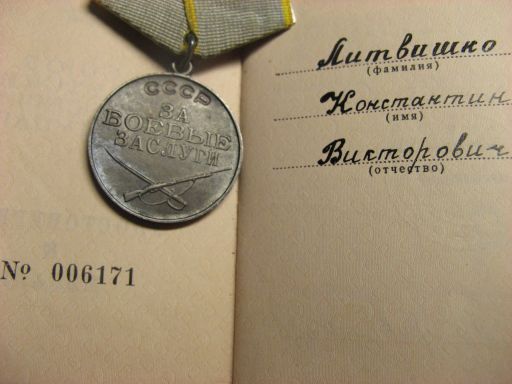 СССР
ЗА
БОЕВЫЕ
ЗАСЛУГИ
№ 006171
Литвишко
(фамилия)
Константин
(имя)
Викторович
(отчество)